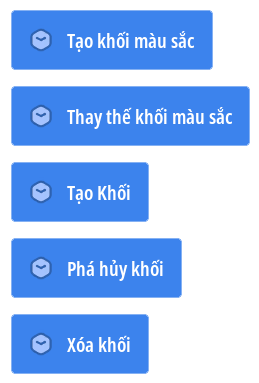 Tạo khối màu sắc
Thay thế khối màu sắc
Tạo Khối
Phá hủy khối
Xóa khối